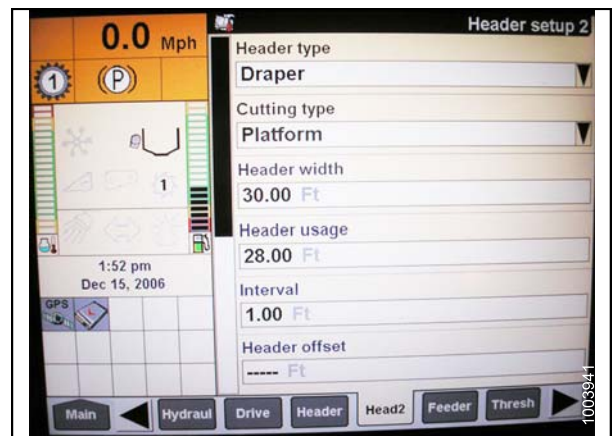 0.0 Mph
1
(P)
1
1:52 pm
Dec 15, 2006
GPS
Header setup 2
Header type
Draper
Cutting type
Platform
Header width
30.00 Ft
Header usage
28.00 Ft
Interval
1.00 Ft
Header offset
----- Ft
Main
Hydraul
Drive
Header
Head2
Feeder
Thresh
1003941